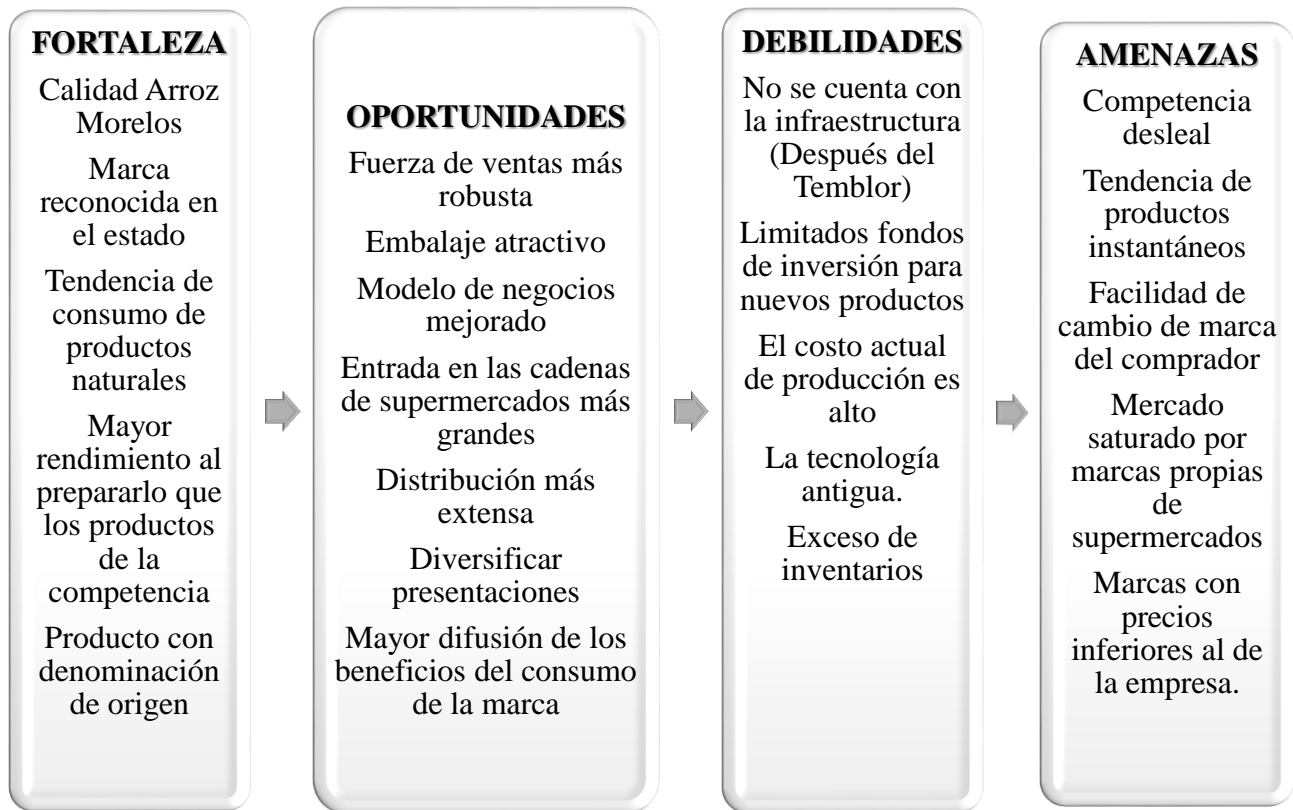 FORTALEZA
Calidad Arroz
Morelos
Marca
reconocida en
el estado
Tendencia de
consumo de
productos
naturales
Mayor
rendimiento al
prepararlo que
los productos
de la
competencia
Producto con
denominación
de origen
OPORTUNIDADES
Fuerza de ventas más
robusta
Embalaje atractivo
Modelo de negocios
mejorado
Entrada en las cadenas
de supermercados más
grandes
Distribución más
extensa
Diversificar
presentaciones
Mayor difusión de los
beneficios del consumo
de la marca
DEBILIDADES
No se cuenta con
la infraestructura
(Después del
Temblor)
Limitados fondos
de inversión para
nuevos productos
El costo actual
de producción es
alto
La tecnología
antigua.
Exceso de
inventarios
AMENAZAS
Competencia
desleal
Tendencia de
productos
instantáneos
Facilidad de
cambio de marca
del comprador
Mercado
saturado por
marcas propias
de
supermercados
Marcas con
precios
inferiores al de
la empresa.